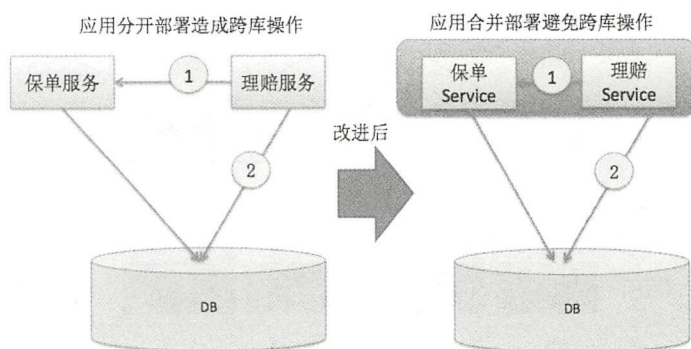 应用分开部署造成跨库操作
保单服务
1
理赔服务
2
DB
改进后
应用合并部署避免跨库操作
保单
Service
1
理赔
Service
2
DB